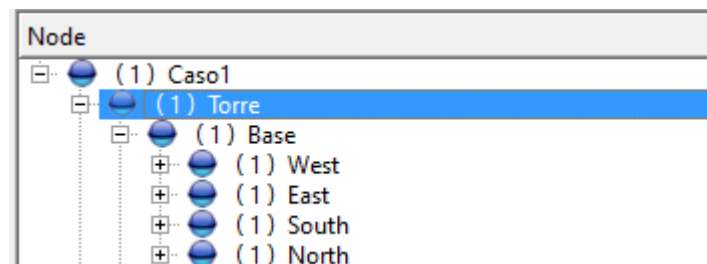 Node
(1) Caso1
(1) Torre
(1) Base
(1) West
(1) East
(1) South
(1) North